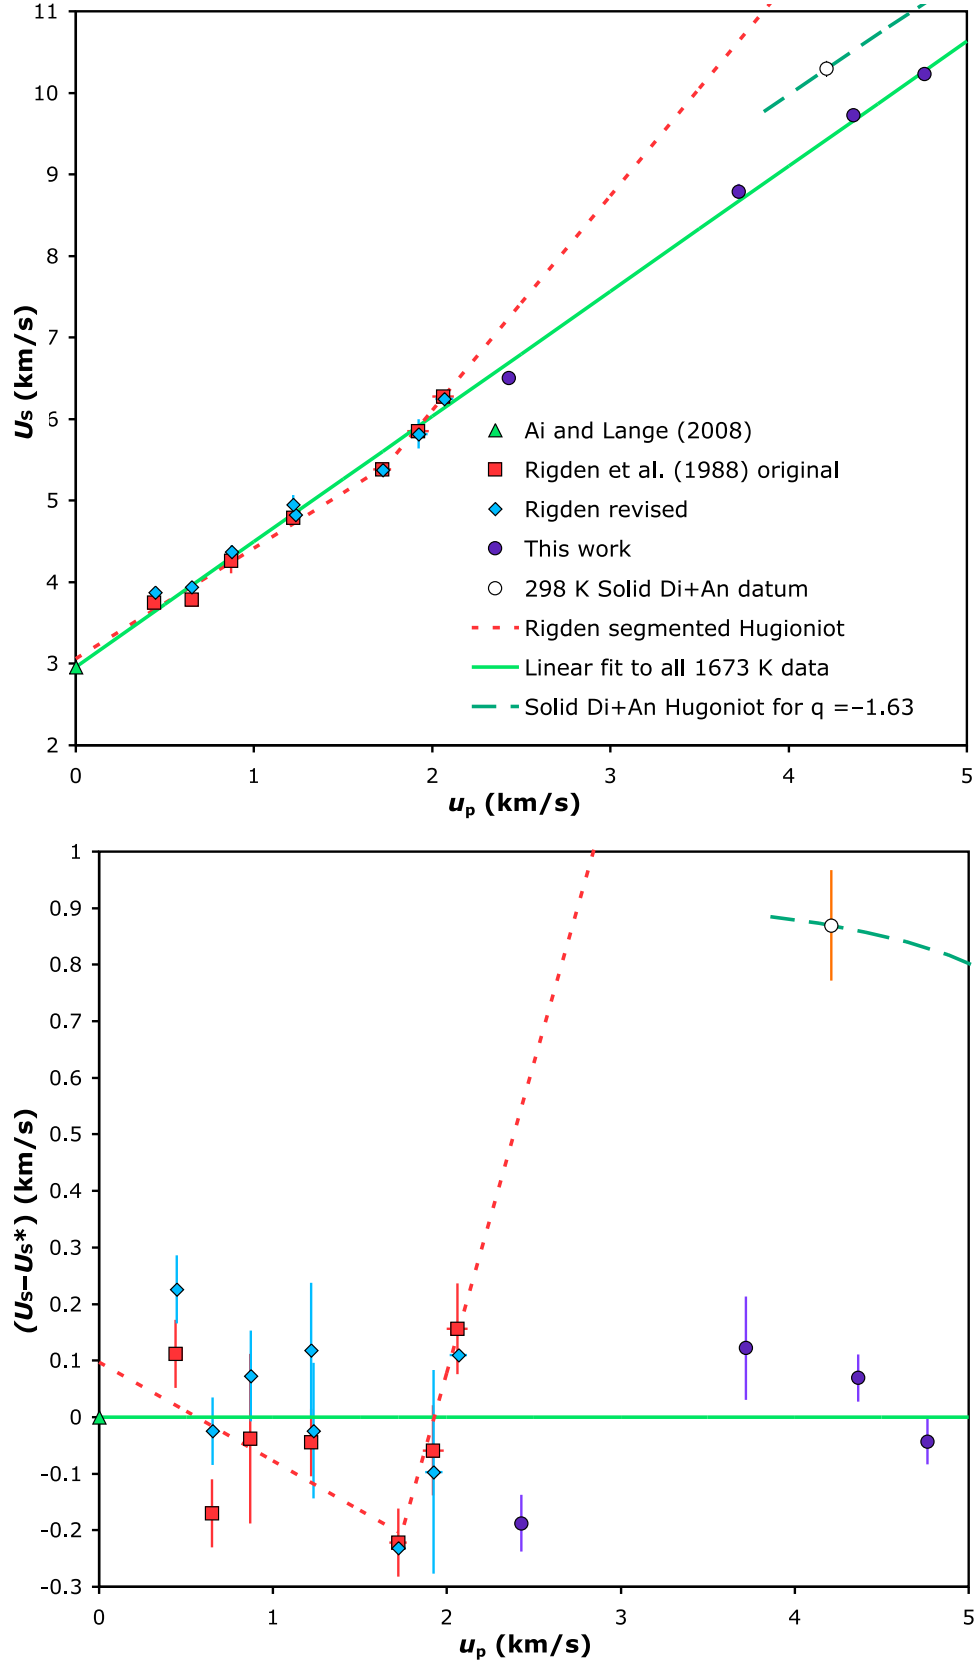 11
10
9
8
7
6
5
4
3
2
Us (km/s)
Ai and Lange (2008)
Rigden et al. (1988) original
Rigden revised
This work
298 K Solid Di+An datum
Rigden segmented Hugioniot
Linear fit to all 1673 K data
Solid Di+An Hugoniot for q =−1.63
0 1 2 3 4 5
up (km/s)
1
0.9
0.8
0.7
0.6
0.5
0.4
0.3
0.2
0.1
0
-0.1
-0.2
-0.3
(Us−Us*) (km/s)
0 1 2 3 4 5
up (km/s)